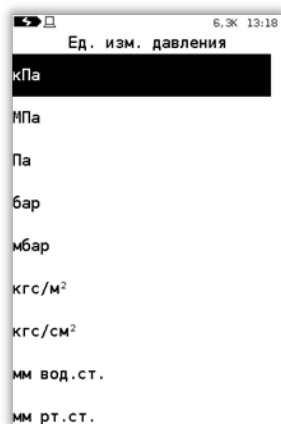 6,3К 13:18
Ед. изм. давления
кПа
МПа
Па
бар
мбар
кгс/м²
кгс/см²
мм вод.ст.
мм рт.ст.